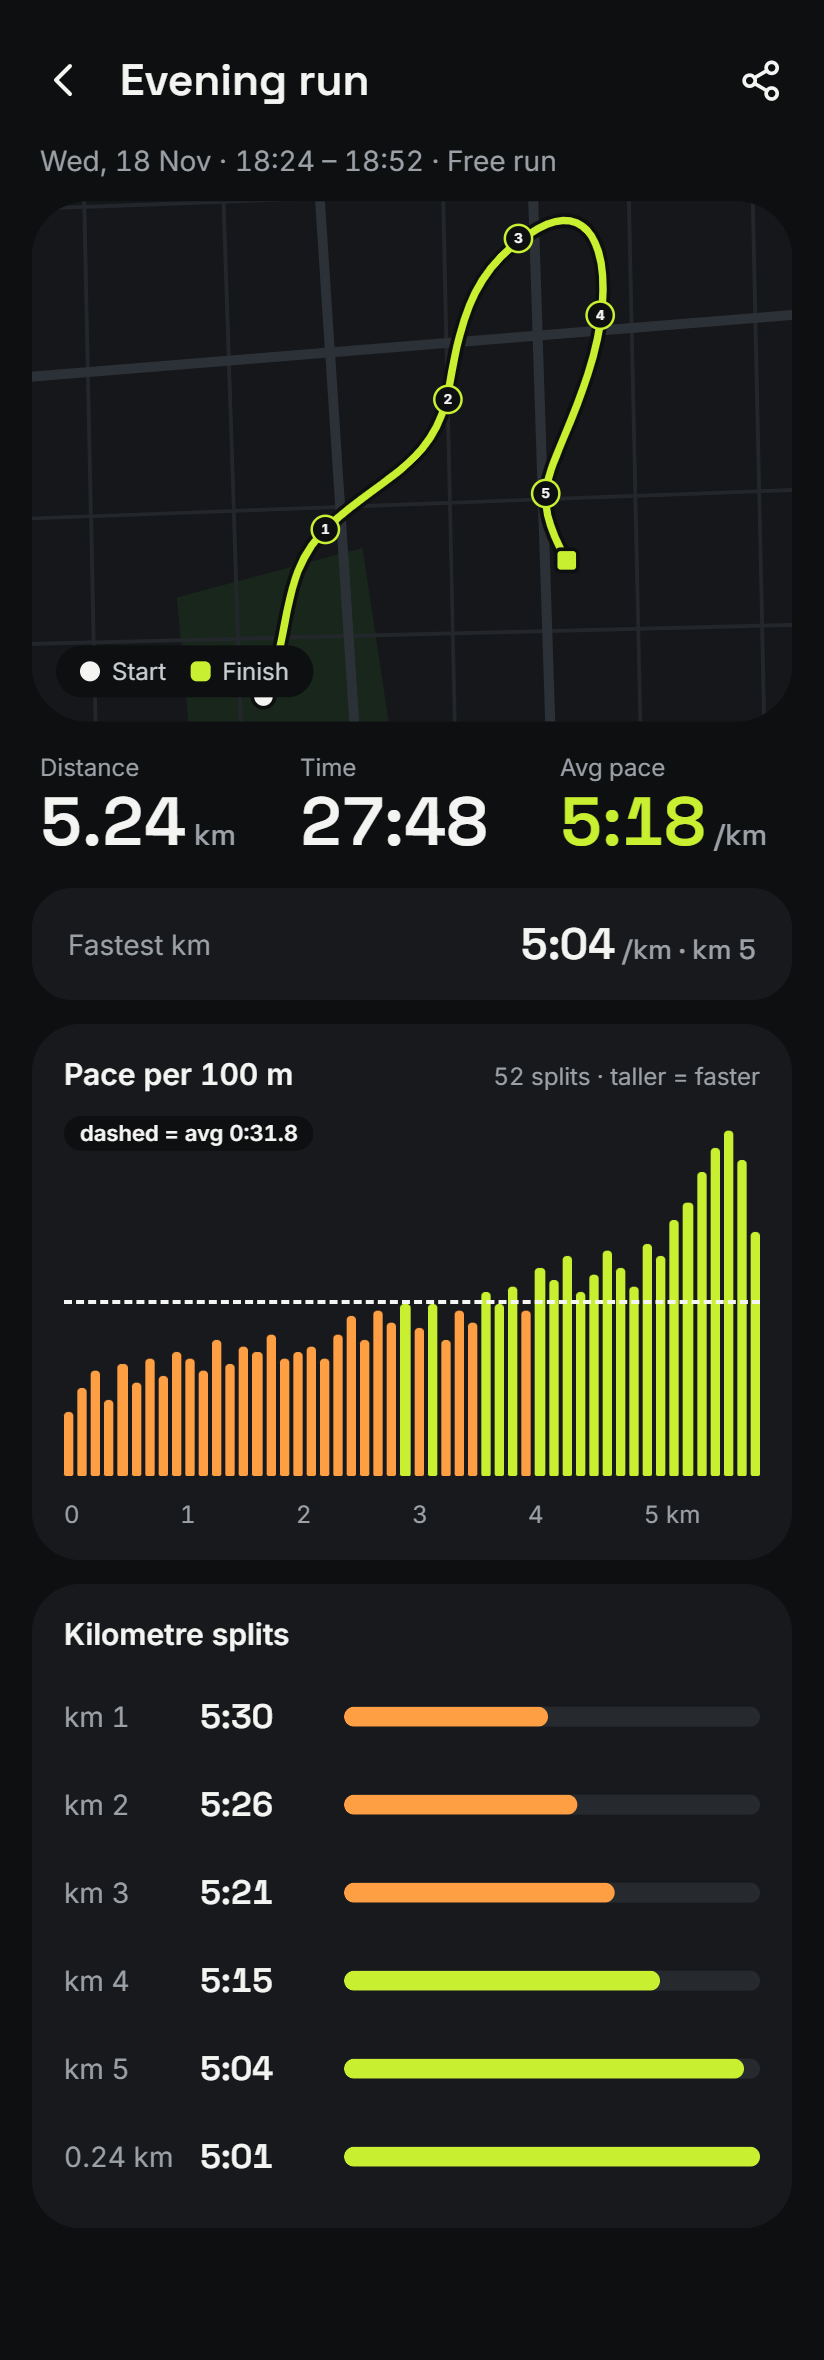 Evening run
Wed, 18 Nov · 18:24 – 18:52 · Free run
3
4
2
5
1
Start Finish
Distance Time Avg pace
5.24 km 27:48 5:18 /km
Fastest km 5:04 /km · km 5
Pace per 100 m 52 splits · taller = faster
dashed = avg 0:31.8
0 1 2 3 4 5 km
Kilometre splits
km 1 5:30
km 2 5:26
km 3 5:21
km 4 5:15
km 5 5:04
0.24 km 5:01